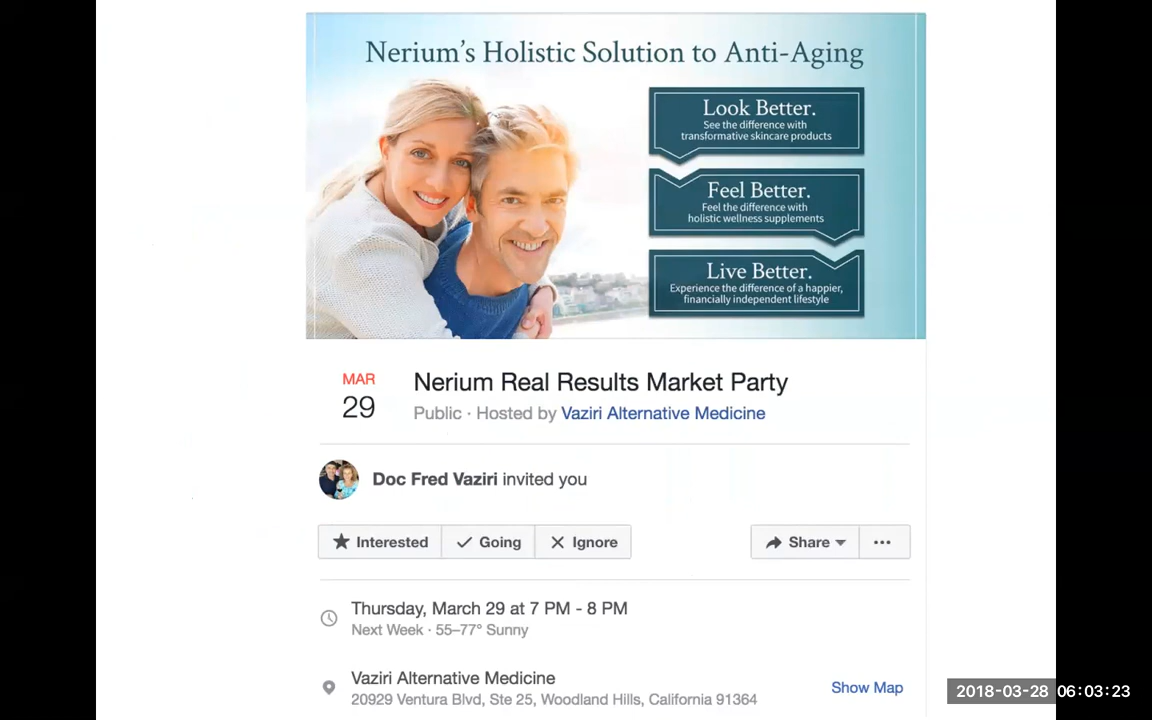 Nerium's Holistic Solution to Anti-Aging
Look Better.
See the difference with
transformative skincare products
Feel Better.
Feel the difference with
holistic wellness supplements
Live Better.
Experience the difference of a happier,
financially independent lifestyle
MAR
29
Nerium Real Results Market Party
Public · Hosted by Vaziri Alternative Medicine
Doc Fred Vaziri invited you
Interested
Going
Ignore
Share
Thursday, March 29 at 7 PM - 8 PM
Next Week · 55–77° Sunny
Vaziri Alternative Medicine
20929 Ventura Blvd, Ste 25, Woodland Hills, California 91364
Show Map
2018-03-28 06:03:23